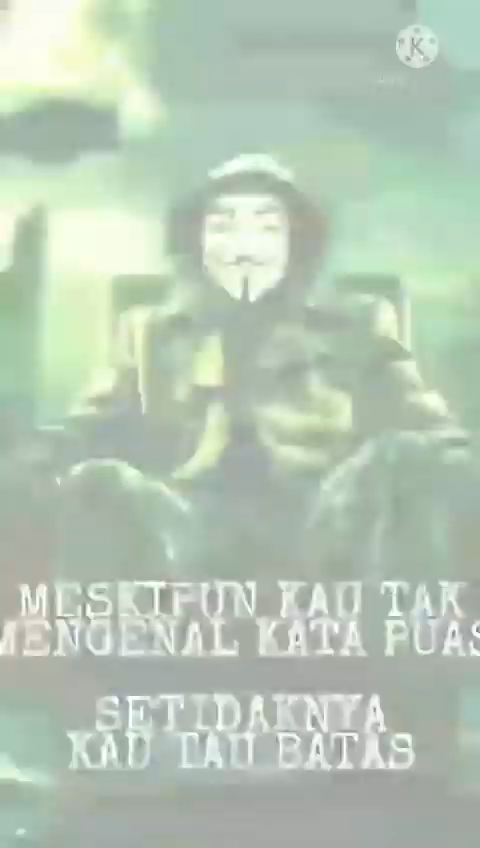 MESKIPUN KAU TAK
MENGENAL KATA PUAS
SETIDAKNYA
KAU TAU BATAS